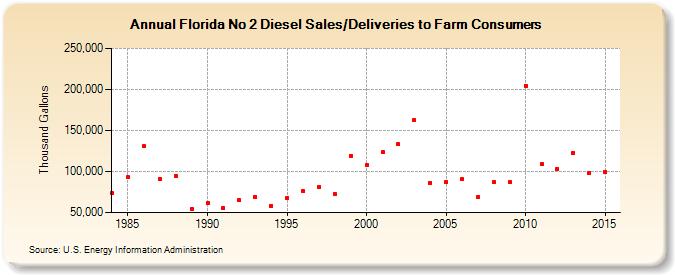 Annual Florida No 2 Diesel Sales/Deliveries to Farm Consumers
Thousand Gallons
250,000
200,000
150,000
100,000
50,000
1985 1990 1995 2000 2005 2010 2015
Source: U.S. Energy Information Administration